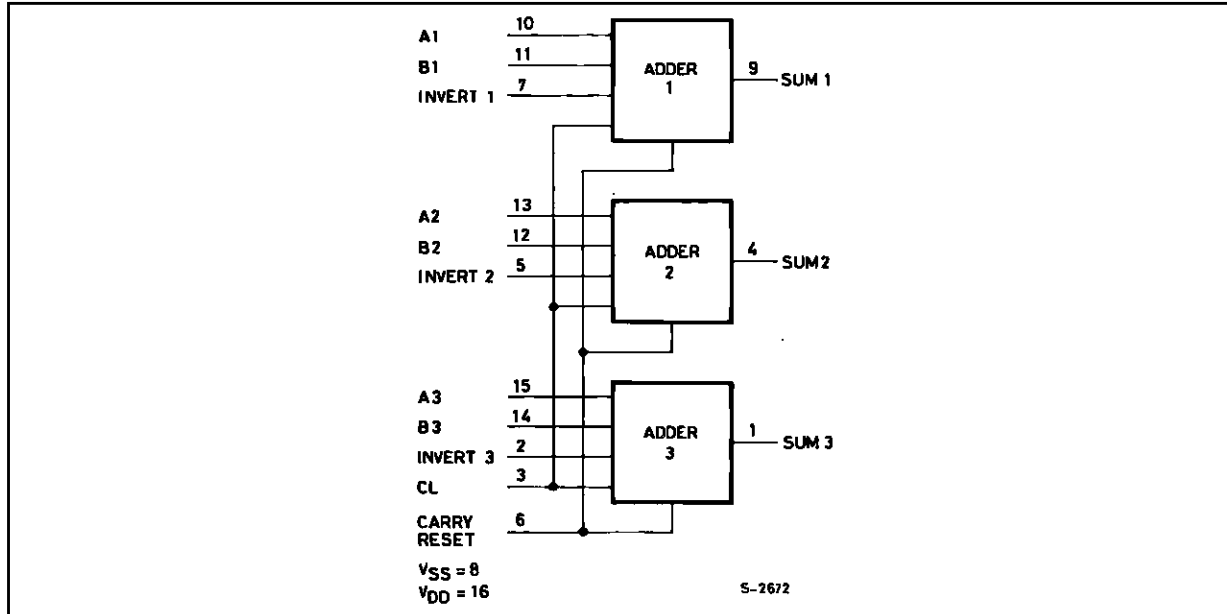 A1 10
B1 11
INVERT 1 7
ADDER
1
9 SUM 1
A2 13
B2 12
INVERT 2 5
ADDER
2
4 SUM2
A3 15
B3 14
INVERT 3 2
CL 3
ADDER
3
1 SUM 3
CARRY
RESET 6
VSS = 8
VDD = 16
S-2672